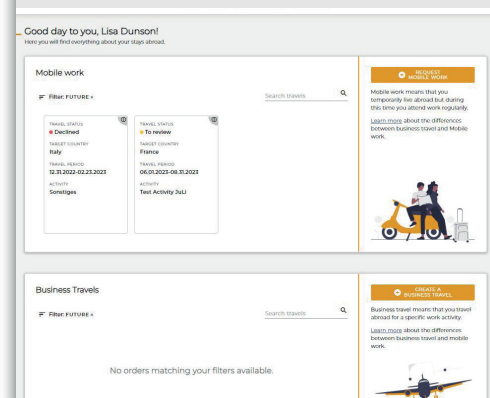 Good day to you, Lisa Dunson!
Here you will find everything about your stays abroad.
Mobile work
Filter: FUTURE
Search travels
TRAVEL STATUS
Declined
TARGET COUNTRY
Italy
TRAVEL PERIOD
12.31.2022-02.23.2023
ACTIVITY
Sonstiges
TRAVEL STATUS
To review
TARGET COUNTRY
France
TRAVEL PERIOD
06.01.2023-08.31.2023
ACTIVITY
Test Activity JuLi
REQUEST
MOBILE WORK
Mobile work means that you
temporarily live abroad but during
this time you attend work regularly.
Learn more about the differences
between business travel and Mobile
work.
Business Travels
Filter: FUTURE
Search travels
No orders matching your filters available.
CREATE A
BUSINESS TRAVEL
Business travel means that you travel
abroad for a specific work activity.
Learn more about the differences
between business travel and mobile
work.